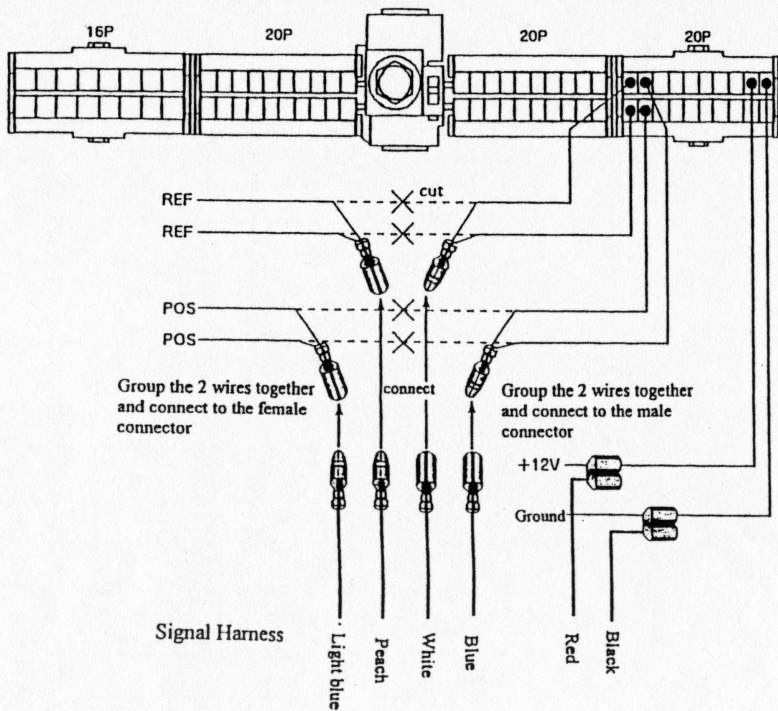 16P
20P
20P
20P
REF
cut
REF
POS
POS
connect
Group the 2 wires together
and connect to the female
connector
Group the 2 wires together
and connect to the male
connector
+12V
Ground
Signal Harness
Light blue
Peach
White
Blue
Red
Black